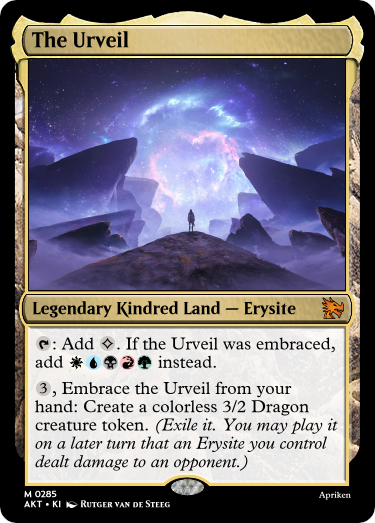 The Urveil
Legendary Kindred Land — Erysite
: Add . If the Urveil was embraced,
add instead.
3, Embrace the Urveil from your
hand: Create a colorless 3/2 Dragon
creature token. (Exile it. You may play it
on a later turn that an Erysite you control
dealt damage to an opponent.)
M 0285
AKT • KI Rutger van de Steeg
Apriken